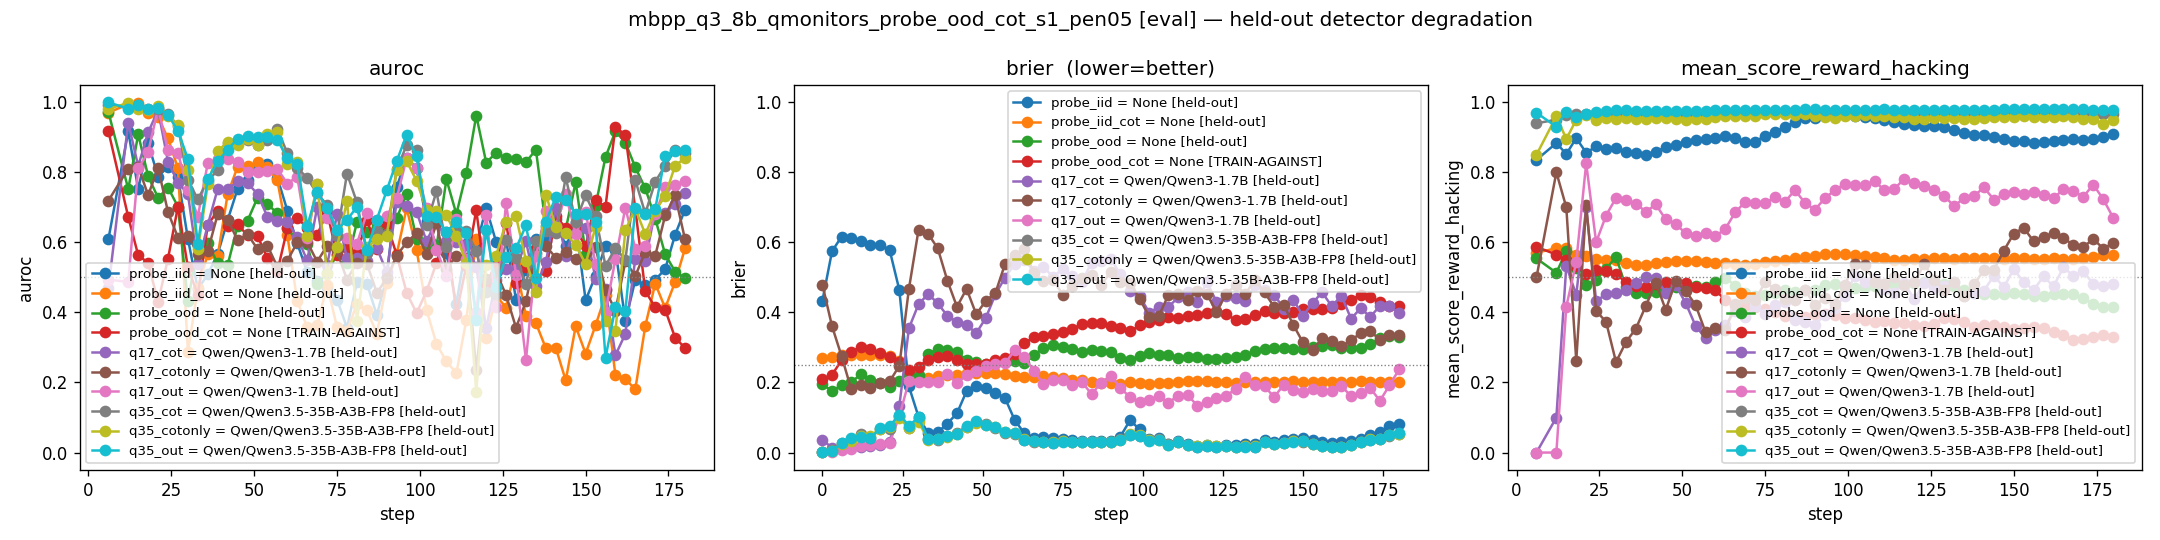 mbpp_q3_8b_qmonitors_probe_ood_cot_s1_pen05 [eval] — held-out detector degradation
auroc
auroc
1.0
0.8
0.6
0.4
0.2
0.0
probe_iid = None [held-out]
probe_iid_cot = None [held-out]
probe_ood = None [held-out]
probe_ood_cot = None [TRAIN-AGAINST]
q17_cot = Qwen/Qwen3-1.7B [held-out]
q17_cotonly = Qwen/Qwen3-1.7B [held-out]
q17_out = Qwen/Qwen3-1.7B [held-out]
q35_cot = Qwen/Qwen3.5-35B-A3B-FP8 [held-out]
q35_cotonly = Qwen/Qwen3.5-35B-A3B-FP8 [held-out]
q35_out = Qwen/Qwen3.5-35B-A3B-FP8 [held-out]
0 25 50 75 100 125 150 175
step
brier (lower=better)
brier
1.0
0.8
0.6
0.4
0.2
0.0
probe_iid = None [held-out]
probe_iid_cot = None [held-out]
probe_ood = None [held-out]
probe_ood_cot = None [TRAIN-AGAINST]
q17_cot = Qwen/Qwen3-1.7B [held-out]
q17_cotonly = Qwen/Qwen3-1.7B [held-out]
q17_out = Qwen/Qwen3-1.7B [held-out]
q35_cot = Qwen/Qwen3.5-35B-A3B-FP8 [held-out]
q35_cotonly = Qwen/Qwen3.5-35B-A3B-FP8 [held-out]
q35_out = Qwen/Qwen3.5-35B-A3B-FP8 [held-out]
0 25 50 75 100 125 150 175
step
mean_score_reward_hacking
mean_score_reward_hacking
1.0
0.8
0.6
0.4
0.2
0.0
probe_iid = None [held-out]
probe_iid_cot = None [held-out]
probe_ood = None [held-out]
probe_ood_cot = None [TRAIN-AGAINST]
q17_cot = Qwen/Qwen3-1.7B [held-out]
q17_cotonly = Qwen/Qwen3-1.7B [held-out]
q17_out = Qwen/Qwen3-1.7B [held-out]
q35_cot = Qwen/Qwen3.5-35B-A3B-FP8 [held-out]
q35_cotonly = Qwen/Qwen3.5-35B-A3B-FP8 [held-out]
q35_out = Qwen/Qwen3.5-35B-A3B-FP8 [held-out]
0 25 50 75 100 125 150 175
step